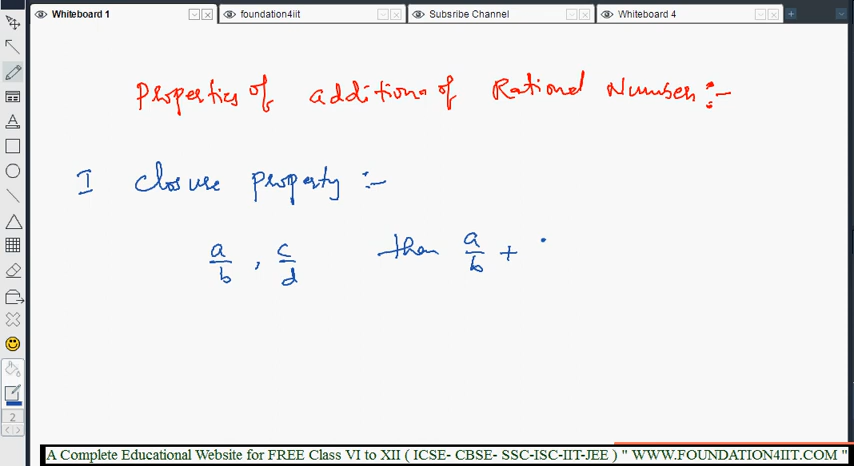 Whiteboard 1 foundation4iit Subsribe Channel Whiteboard 4
Properties of addition of Rational Number :-
I closure property :-
a/b , c/d then a/b +
2
A Complete Educational Website for FREE Class VI to XII ( ICSE- CBSE- SSC-ISC-IIT-JEE ) " WWW.FOUNDATION4IIT.COM "